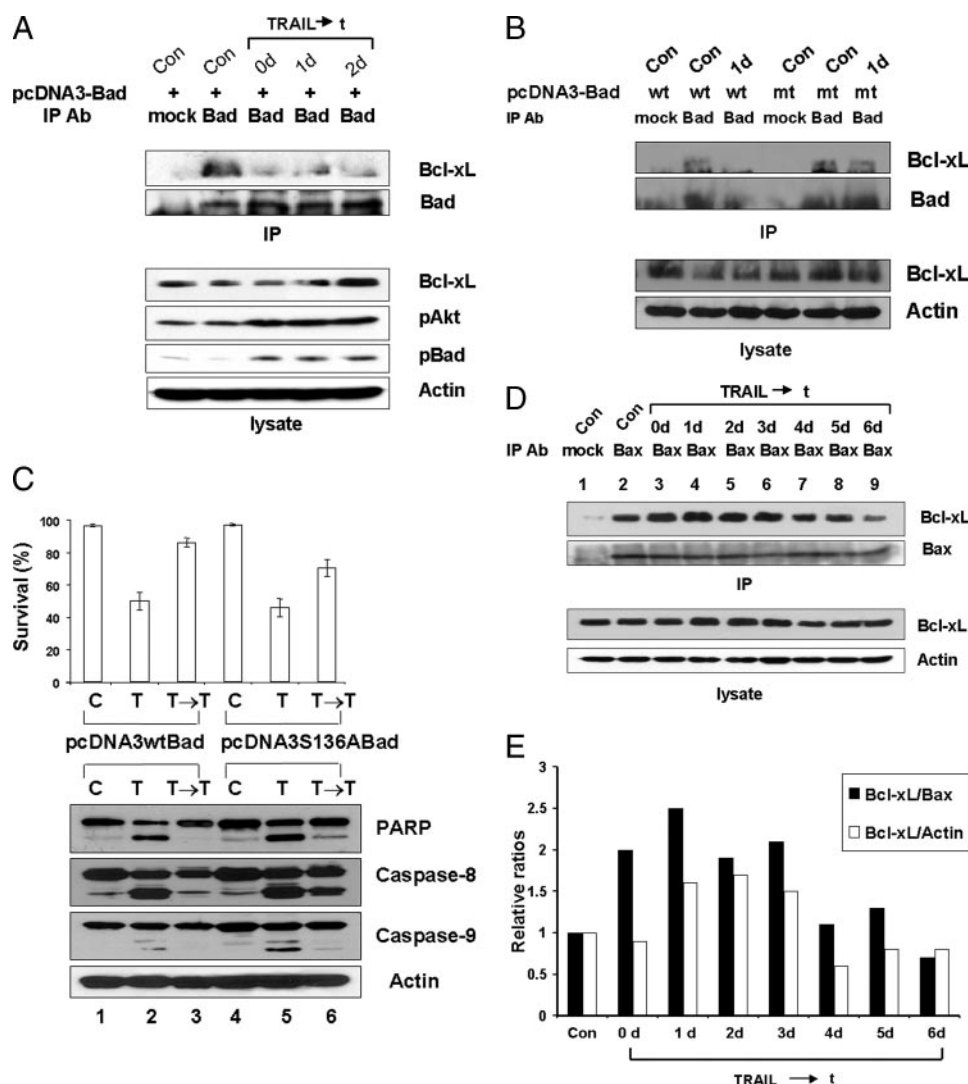 A
TRAIL → t
Con Con 0d 1d 2d
pcDNA3-Bad + + + + +
IP Ab mock Bad Bad Bad Bad
Bcl-xL
Bad
IP
Bcl-xL
pAkt
pBad
Actin
lysate
B
Con Con 1d Con Con 1d
pcDNA3-Bad wt wt wt mt mt mt
IP Ab mock Bad Bad mock Bad Bad
Bcl-xL
Bad
IP
Bcl-xL
Actin
lysate
C
Survival (%)
100
80
60
40
20
0
C T T→T C T T→T
pcDNA3wtBad pcDNA3S136ABad
C T T→T C T T→T
PARP
Caspase-8
Caspase-9
Actin
1 2 3 4 5 6
D
TRAIL → t
Con Con 0d 1d 2d 3d 4d 5d 6d
IP Ab mock Bax Bax Bax Bax Bax Bax Bax Bax
1 2 3 4 5 6 7 8 9
Bcl-xL
Bax
IP
Bcl-xL
Actin
lysate
E
Relative ratios
3
2.5
2
1.5
1
0.5
0
Bcl-xL/Bax
Bcl-xL/Actin
Con 0 d 1 d 2d 3d 4d 5d 6d
TRAIL → t